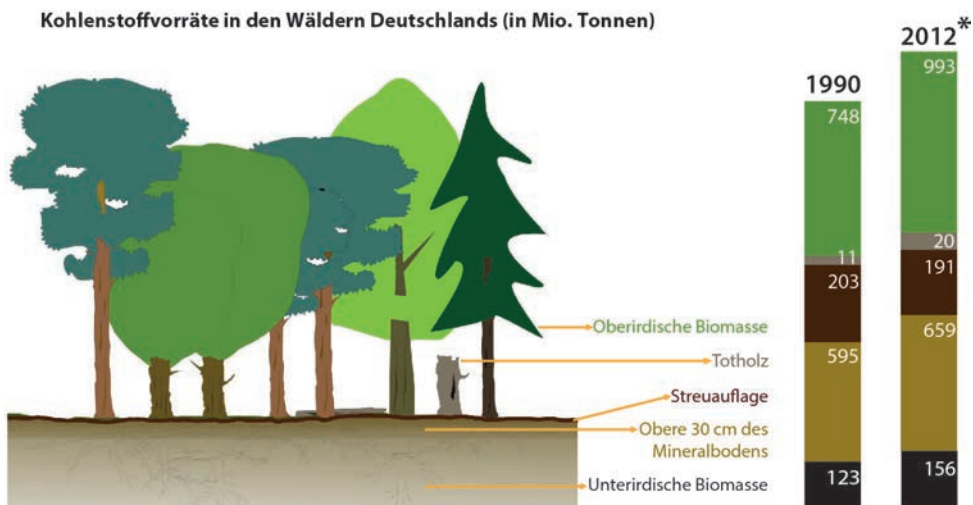 Kohlenstoffvorräte in den Wäldern Deutschlands (in Mio. Tonnen)
1990
2012*
748
993
11
20
203
191
595
659
123
156
Oberirdische Biomasse
Totholz
Streuauflage
Obere 30 cm des
Mineralbodens
Unterirdische Biomasse